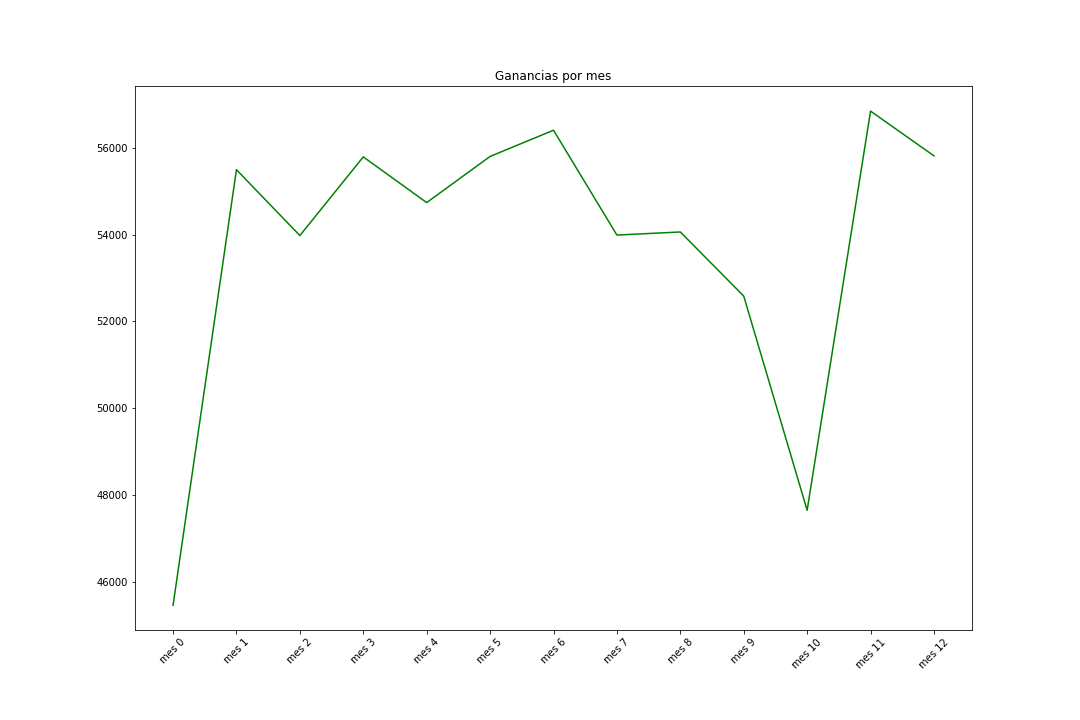 Ganancias por mes
56000
54000
52000
50000
48000
46000
mes 0
mes 1
mes 2
mes 3
mes 4
mes 5
mes 6
mes 7
mes 8
mes 9
mes 10
mes 11
mes 12